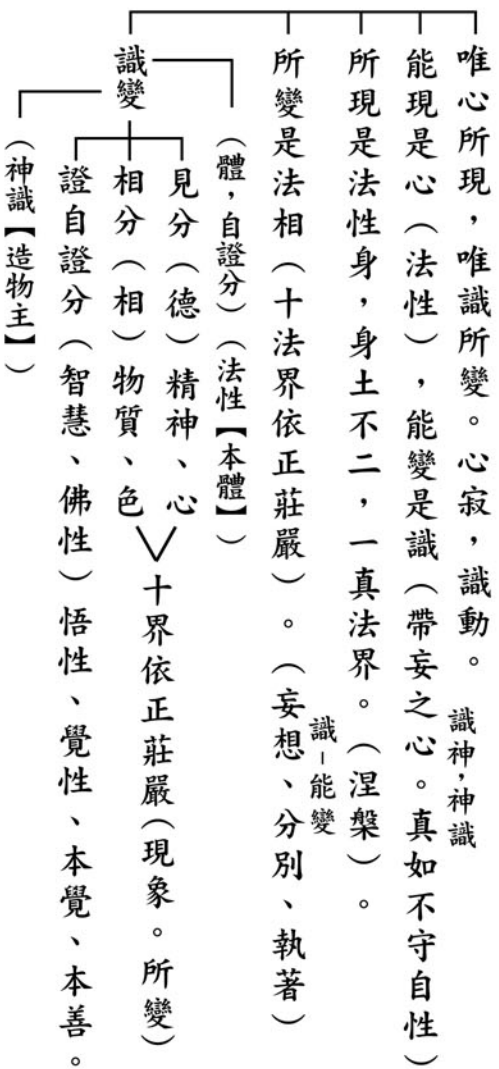 唯心所現，唯識所變。心寂，識動。
識神，神識
能現是心（法性），能變是識（帶妄之心。真如不守自性）
所現是法性身，身土不二，一真法界。（涅槃）。
識－能變
所變是法相（十法界依正莊嚴）。（妄想、分別、執著）
識變
（體，自證分）（法性【本體】）
見分（德）精神、心
相分（相）物質、色
十界依正莊嚴（現象。所變）
證自證分（智慧、佛性）悟性、覺性、本覺、本善。
（神識【造物主】）